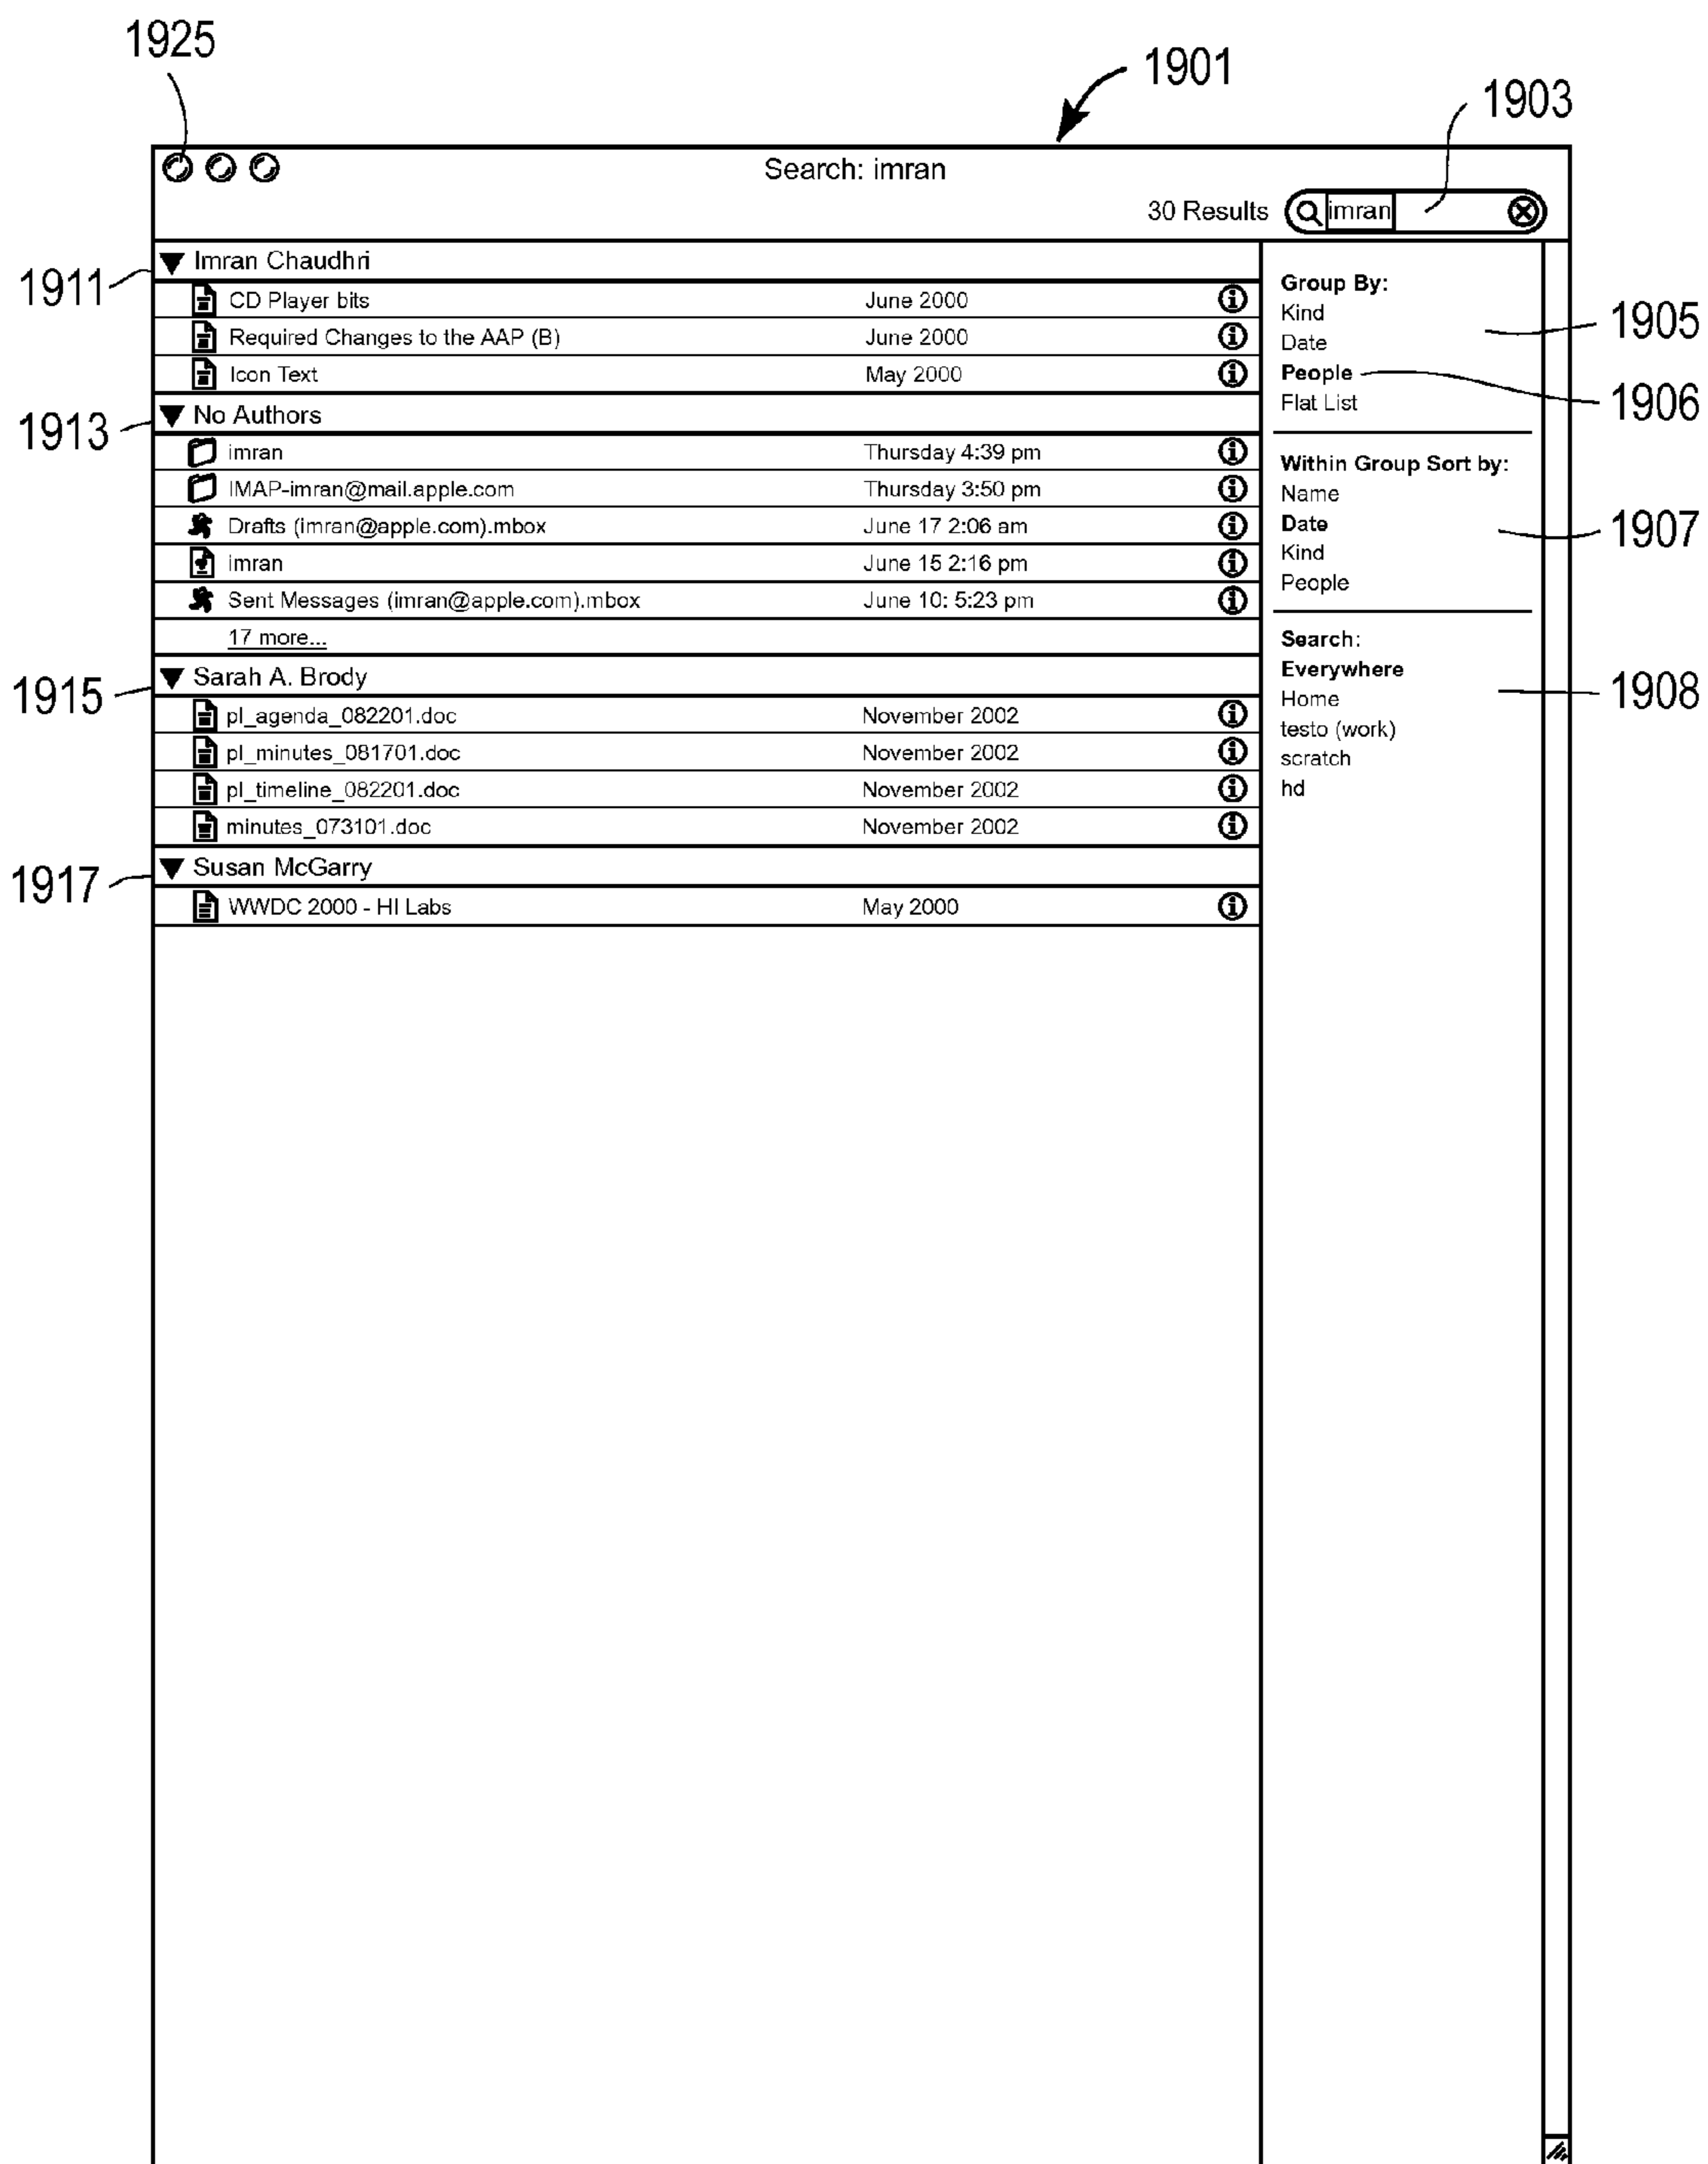 1925
1901
1903
Search: imran
30 Results imran
1911
Imran Chaudhri
CD Player bits June 2000
Required Changes to the AAP (B) June 2000
Icon Text May 2000
1913
No Authors
imran Thursday 4:39 pm
IMAP-imran@mail.apple.com Thursday 3:50 pm
Drafts (imran@apple.com).mbox June 17 2:06 am
imran June 15 2:16 pm
Sent Messages (imran@apple.com).mbox June 10: 5:23 pm
17 more...
1915
Sarah A. Brody
pl_agenda_082201.doc November 2002
pl_minutes_081701.doc November 2002
pl_timeline_082201.doc November 2002
minutes_073101.doc November 2002
1917
Susan McGarry
WWDC 2000 - HI Labs May 2000
Group By:
Kind
Date
People
Flat List
1905
1906
Within Group Sort by:
Name
Date
Kind
People
1907
Search:
Everywhere
Home
testo (work)
scratch
hd
1908